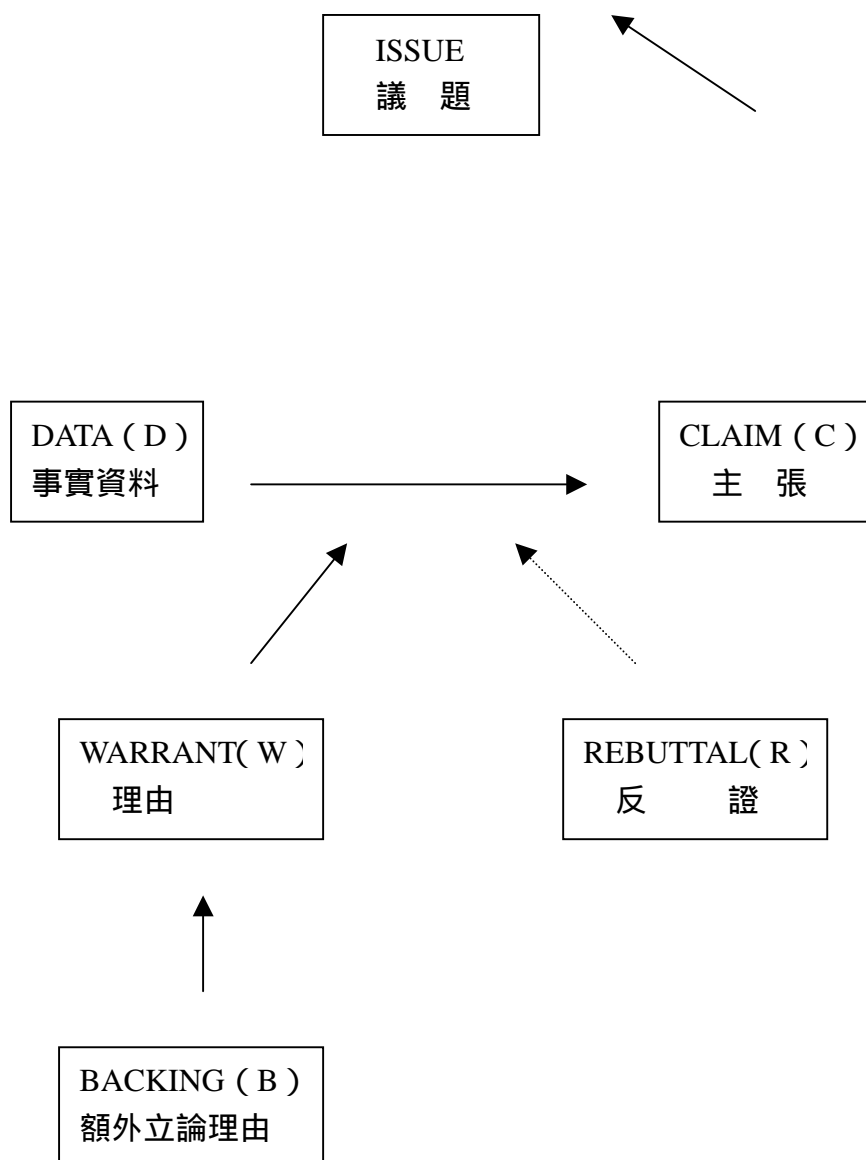 ISSUE
議 題
DATA（D）
事實資料
CLAIM（C）
主 張
WARRANT(W）
理由
REBUTTAL(R）
反 證
BACKING（B）
額外立論理由